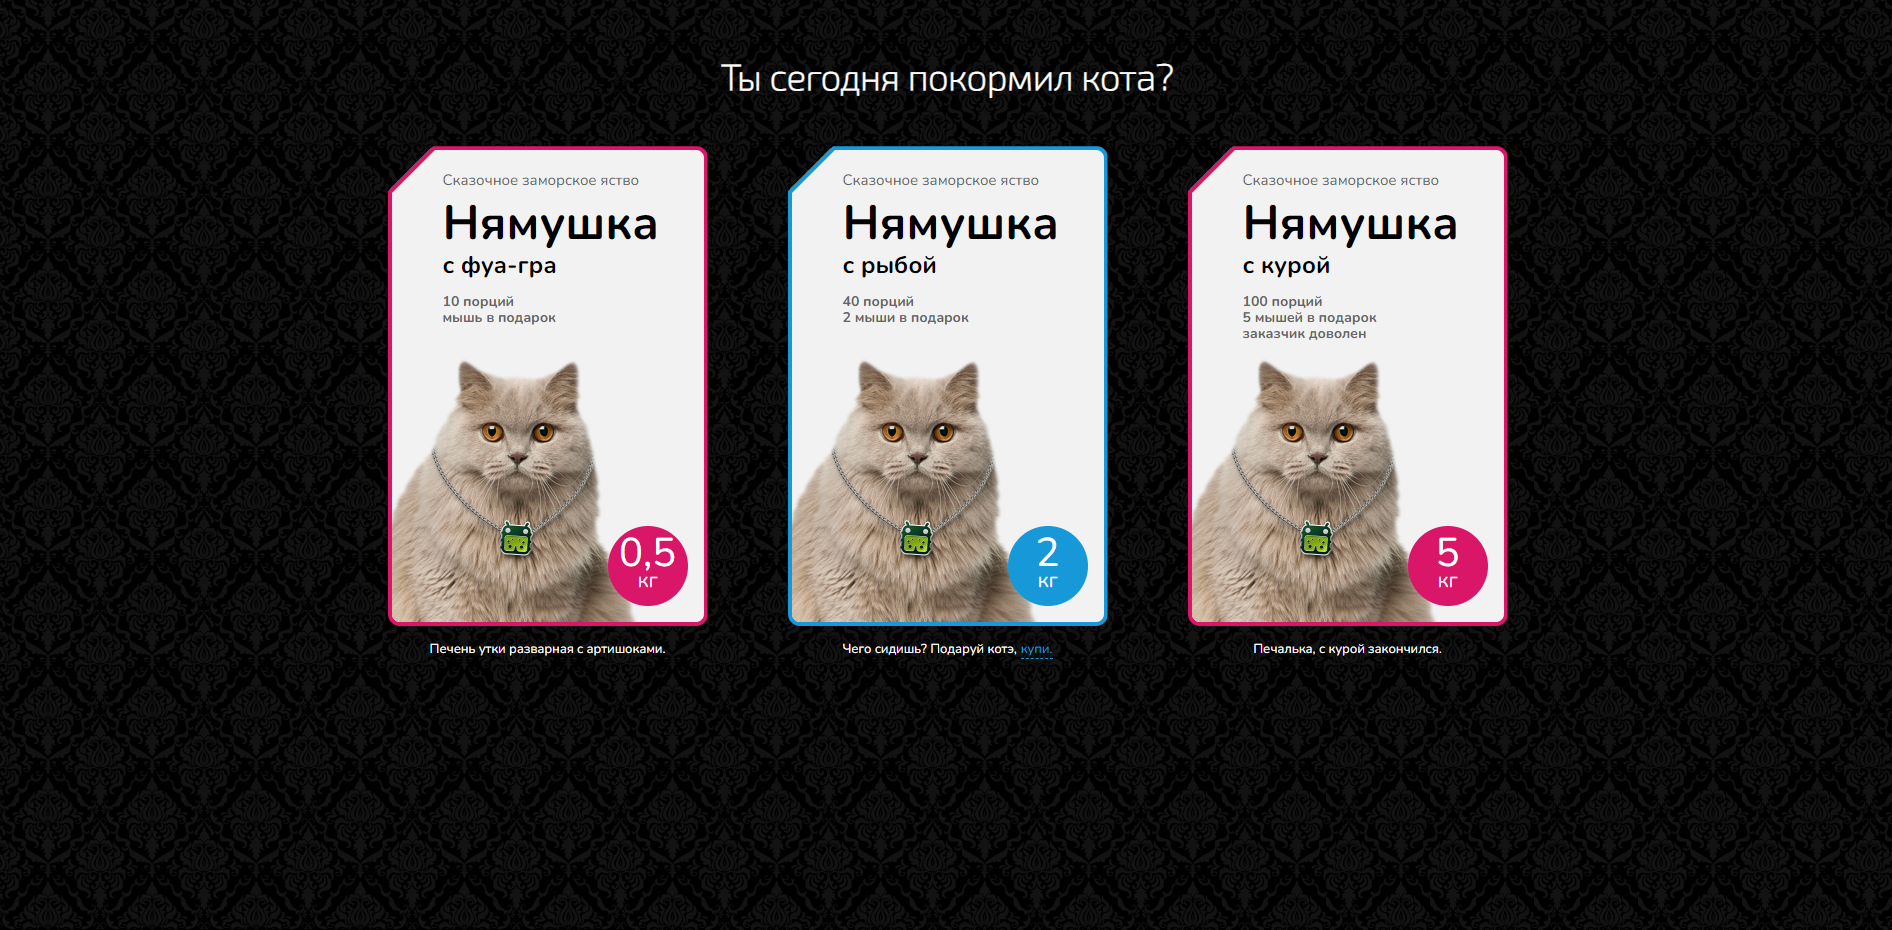 Ты сегодня покормил кота?
Сказочное заморское яство
Нямушка
с фуа-гра
10 порций
мышь в подарок
0,5
кг
Печень утки разварная с артишоками.
Сказочное заморское яство
Нямушка
с рыбой
40 порций
2 мыши в подарок
2
кг
Чего сидишь? Подаруй котэ, купи.
Сказочное заморское яство
Нямушка
с курой
100 порций
5 мышей в подарок
заказчик доволен
5
кг
Печалька, с курой закончился.